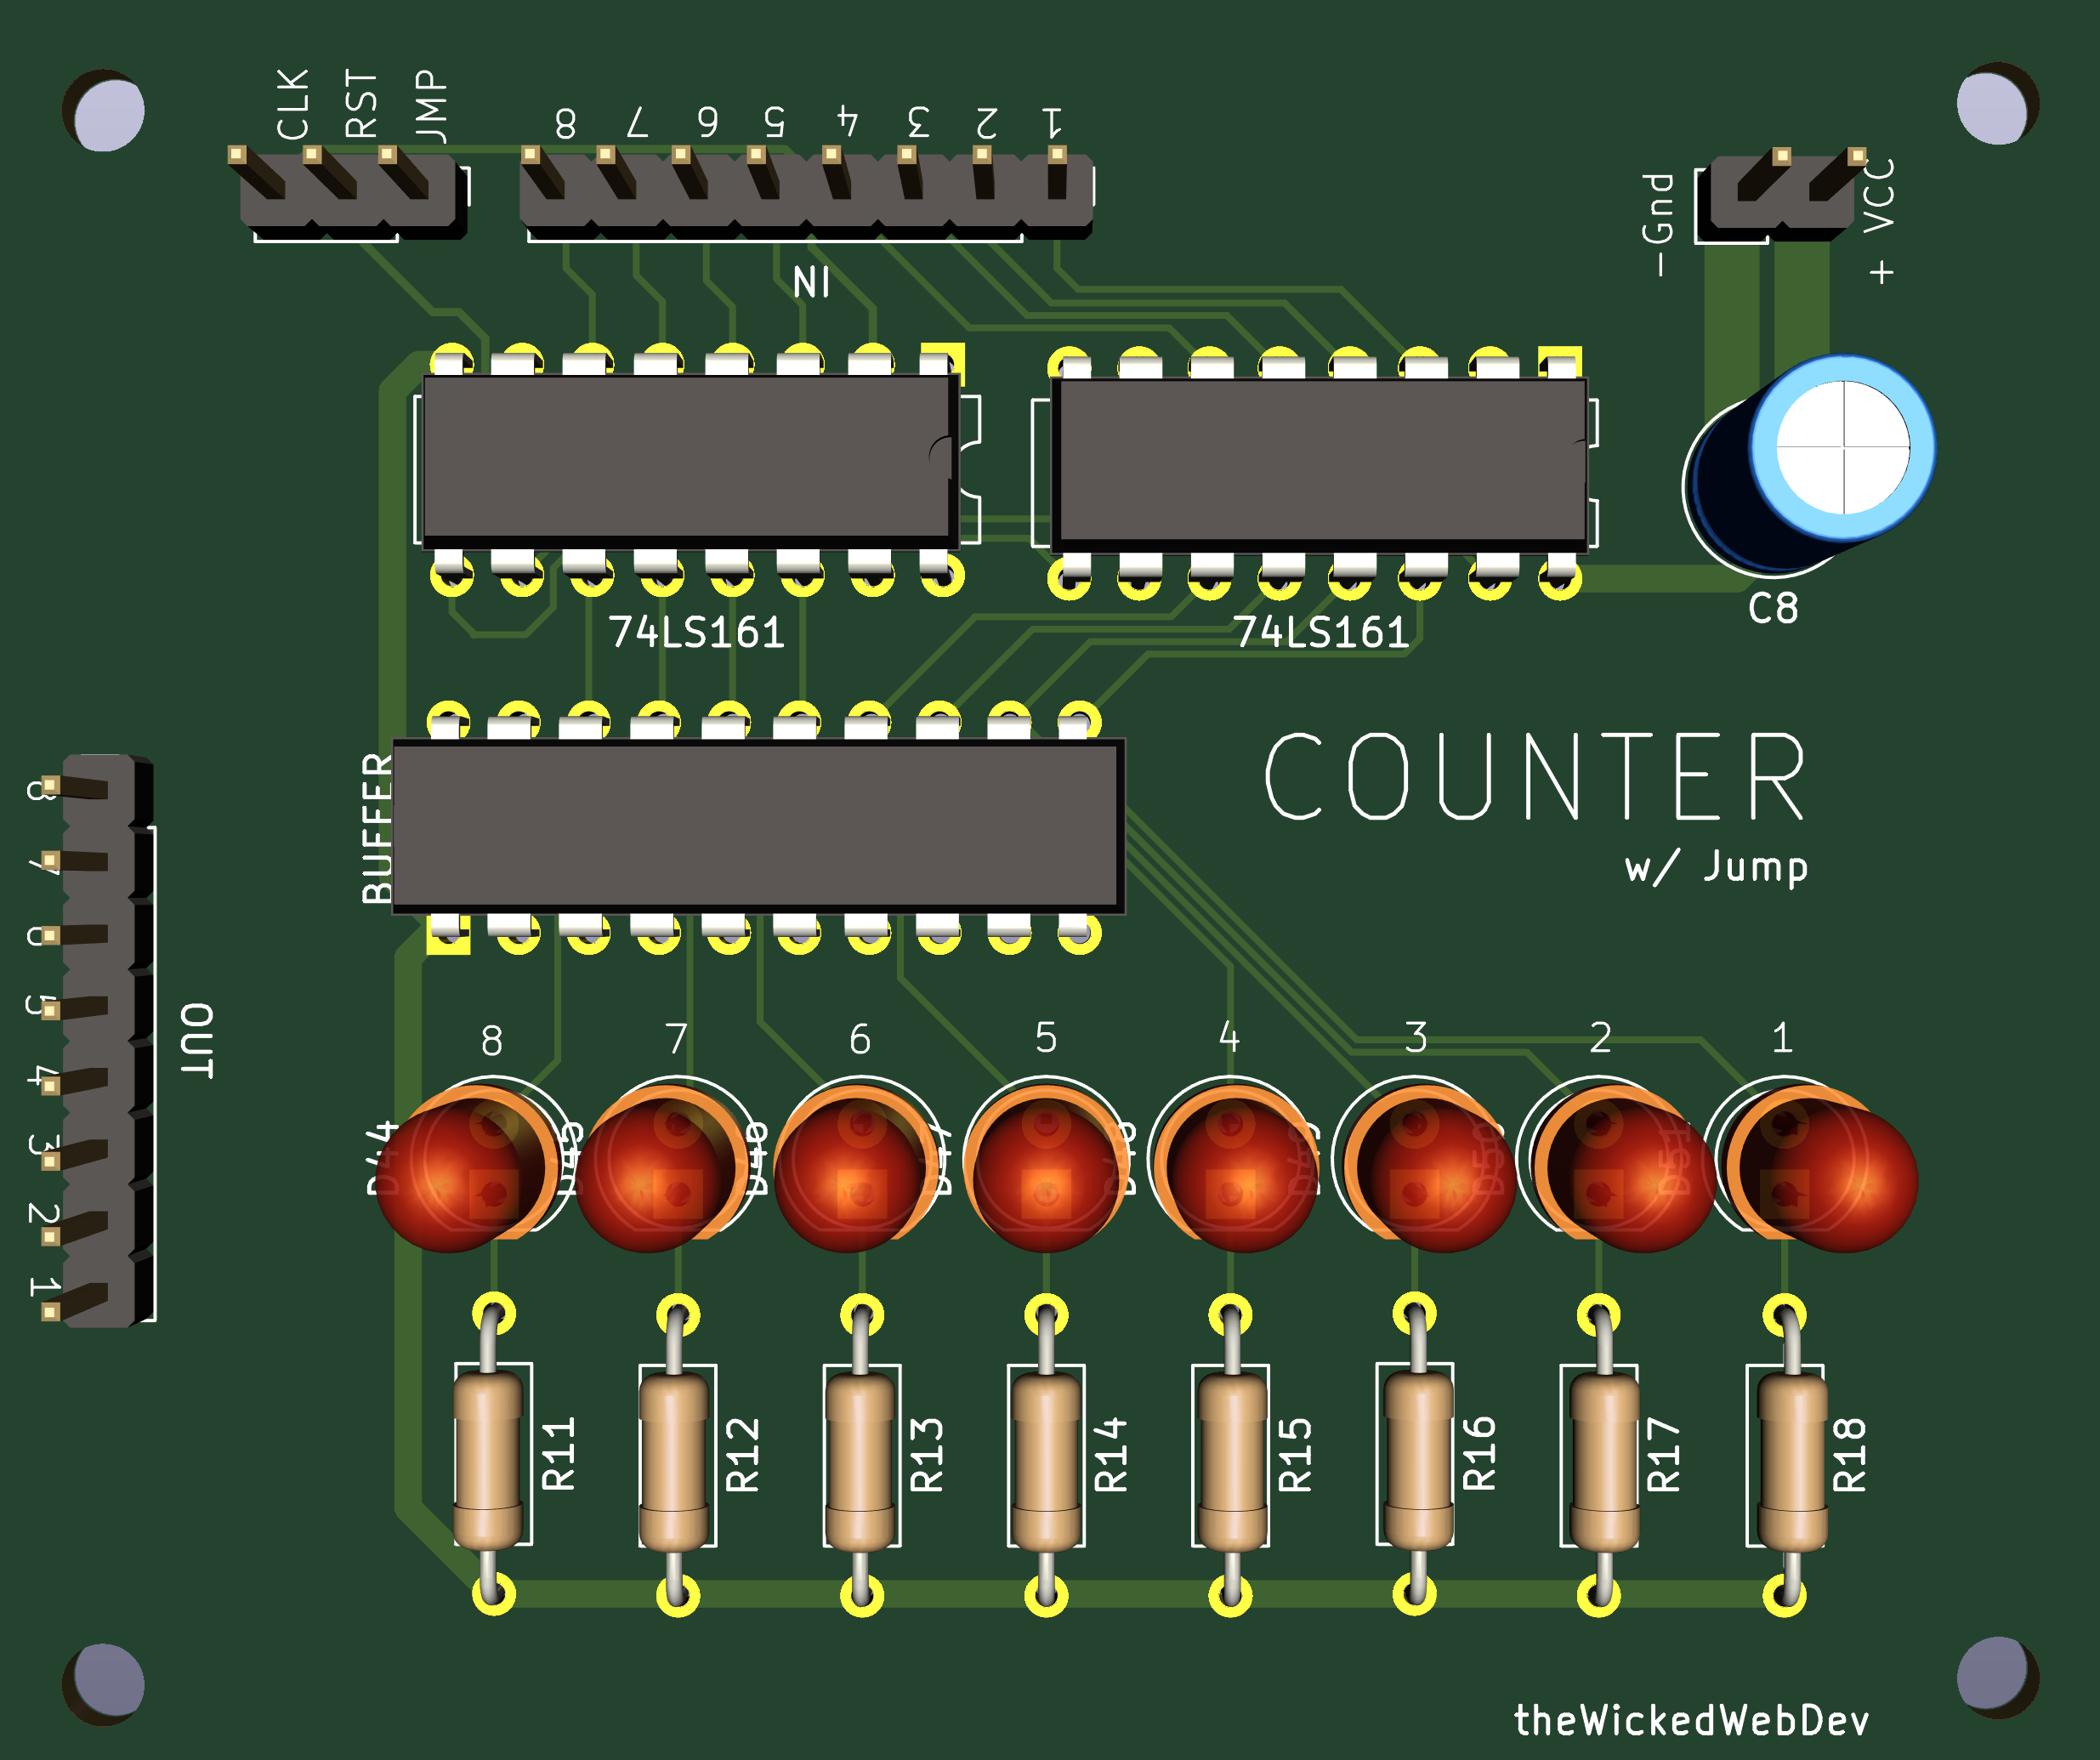 CLK
RST
JMP
8 7 6 5 4 3 2 1
IN
-Gnd
+ VCC
74LS161
74LS161
C8
BUFFER
COUNTER
w/ Jump
8
7
6
5
4
3
2
1
OUT
8 7 6 5 4 3 2 1
D44
R11 R12 R13 R14 R15 R16 R17 R18
theWickedWebDev